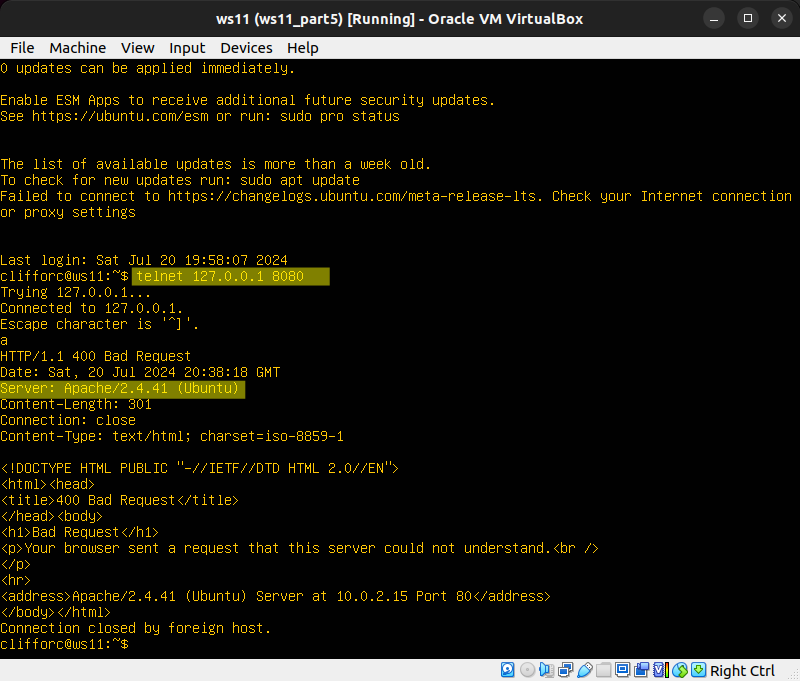 ws11 (ws11_part5) [Running] - Oracle VM VirtualBox
File Machine View Input Devices Help
0 updates can be applied immediately.
Enable ESM Apps to receive additional future security updates.
See https://ubuntu.com/esm or run: sudo pro status
The list of available updates is more than a week old.
To check for new updates run: sudo apt update
Failed to connect to https://changelogs.ubuntu.com/meta-release-lts. Check your Internet connection
or proxy settings
Last login: Sat Jul 20 19:58:07 2024
clifforc@ws11:~$ telnet 127.0.0.1 8080
Trying 127.0.0.1...
Connected to 127.0.0.1.
Escape character is '^]'.
a
HTTP/1.1 400 Bad Request
Date: Sat, 20 Jul 2024 20:38:18 GMT
Server: Apache/2.4.41 (Ubuntu)
Content-Length: 301
Connection: close
Content-Type: text/html; charset=iso-8859-1
<!DOCTYPE HTML PUBLIC "-//IETF//DTD HTML 2.0//EN">
<html><head>
<title>400 Bad Request</title>
</head><body>
<h1>Bad Request</h1>
<p>Your browser sent a request that this server could not understand.<br />
</p>
<hr>
<address>Apache/2.4.41 (Ubuntu) Server at 10.0.2.15 Port 80</address>
</body></html>
Connection closed by foreign host.
clifforc@ws11:~$
Right Ctrl